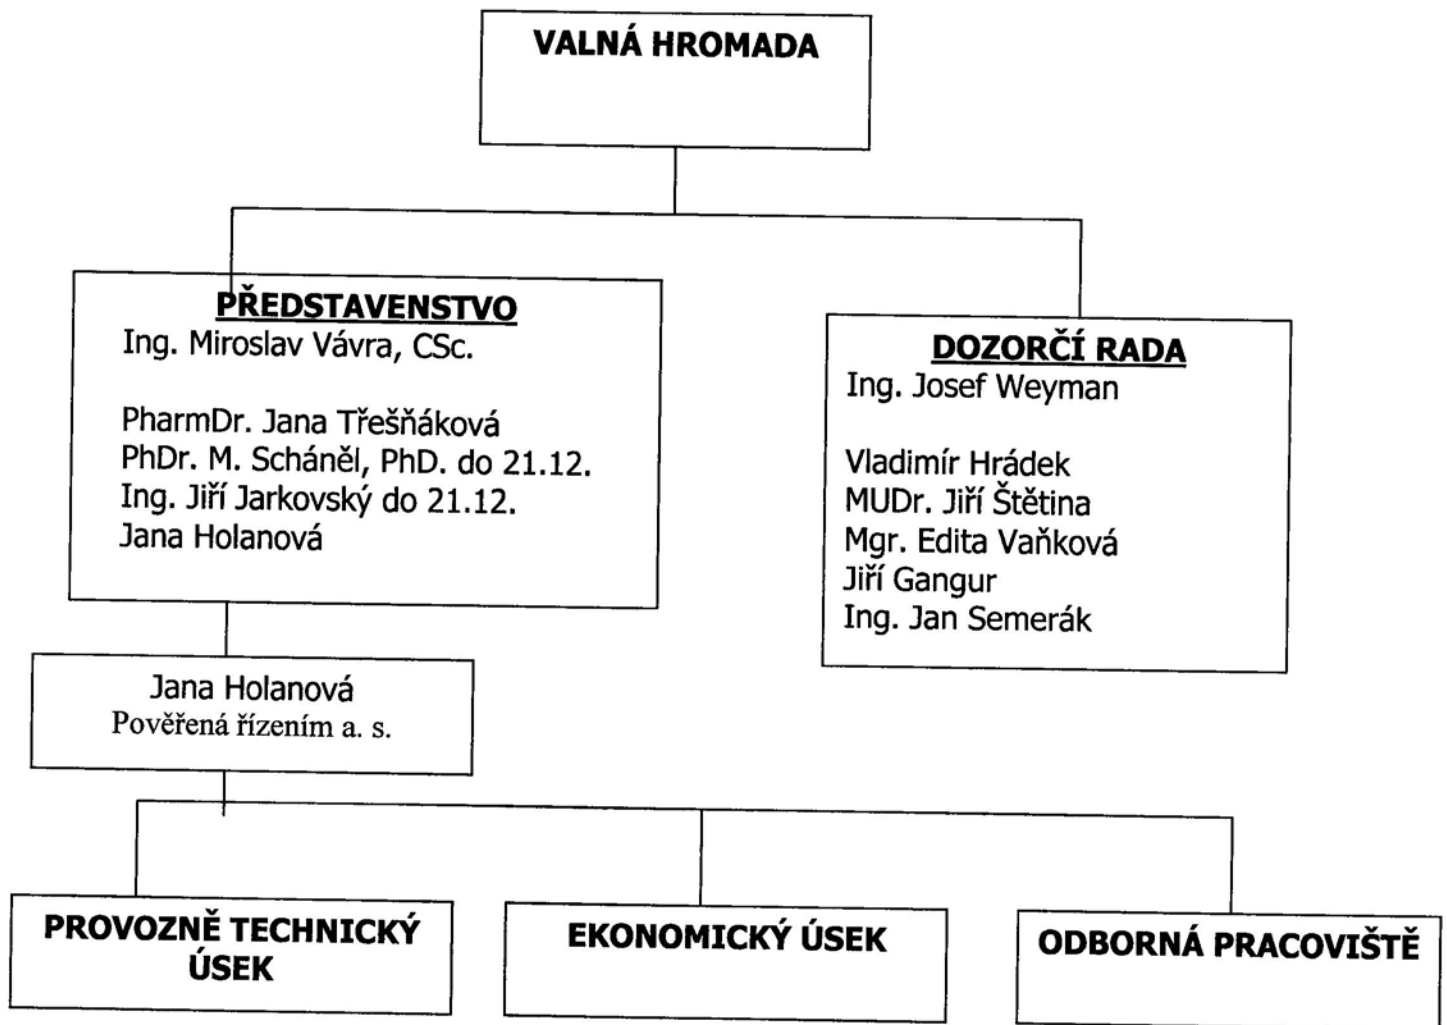 VALNÁ HROMADA
PŘEDSTAVENSTVO
Ing. Miroslav Vávra, CSc.
PharmDr. Jana Třešňáková
PhDr. M. Scháněl, PhD. do 21.12.
Ing. Jiří Jarkovský do 21.12.
Jana Holanová
DOZORČÍ RADA
Ing. Josef Weyman
Vladimír Hrádek
MUDr. Jiří Štětina
Mgr. Edita Vaňková
Jiří Gangur
Ing. Jan Semerák
Jana Holanová
Pověřená řízením a. s.
PROVOZNĚ TECHNICKÝ
ÚSEK
EKONOMICKÝ ÚSEK
ODBORNÁ PRACOVIŠTĚ